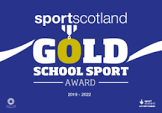 sportscotland
GOLD
SCHOOL SPORT
AWARD
2019 - 2022